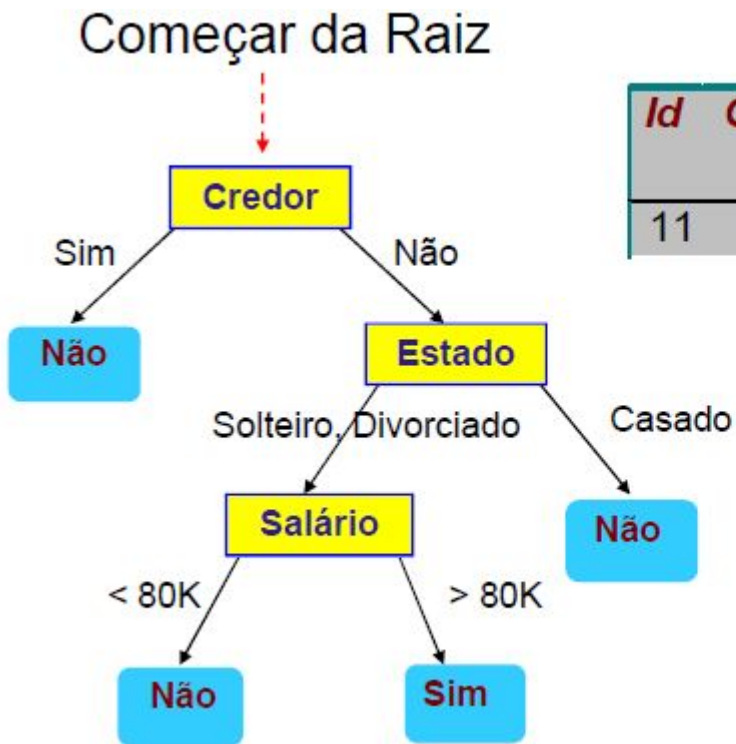 Começar da Raiz
Id
11
Credor
Sim Não
Não
Estado
Solteiro, Divorciado Casado
Salário
Não
< 80K > 80K
Não Sim